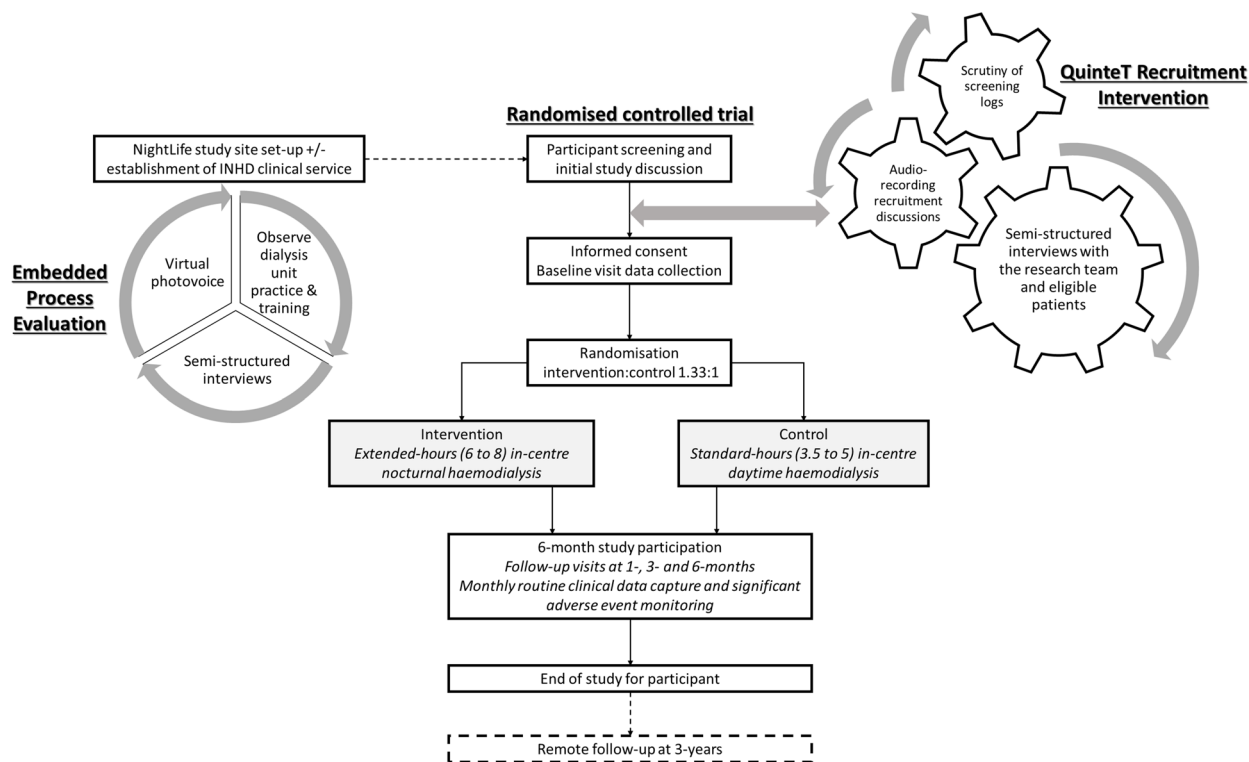 QuinteT Recruitment
Intervention
Scrutiny of
screening
logs
Randomised controlled trial
NightLife study site set-up +/-
establishment of INHD clinical service
Participant screening and
initial study discussion
Audio-
recording
recruitment
discussions
Semi-structured
interviews with
the research team
and eligible
patients
Embedded
Process
Evaluation
Virtual
photovoice
Observe
dialysis
unit
practice &
training
Semi-structured
interviews
Informed consent
Baseline visit data collection
Randomisation
intervention:control 1.33:1
Intervention
Extended-hours (6 to 8) in-centre
nocturnal haemodialysis
Control
Standard-hours (3.5 to 5) in-centre
daytime haemodialysis
6-month study participation
Follow-up visits at 1-, 3- and 6-months
Monthly routine clinical data capture and significant
adverse event monitoring
End of study for participant
Remote follow-up at 3-years